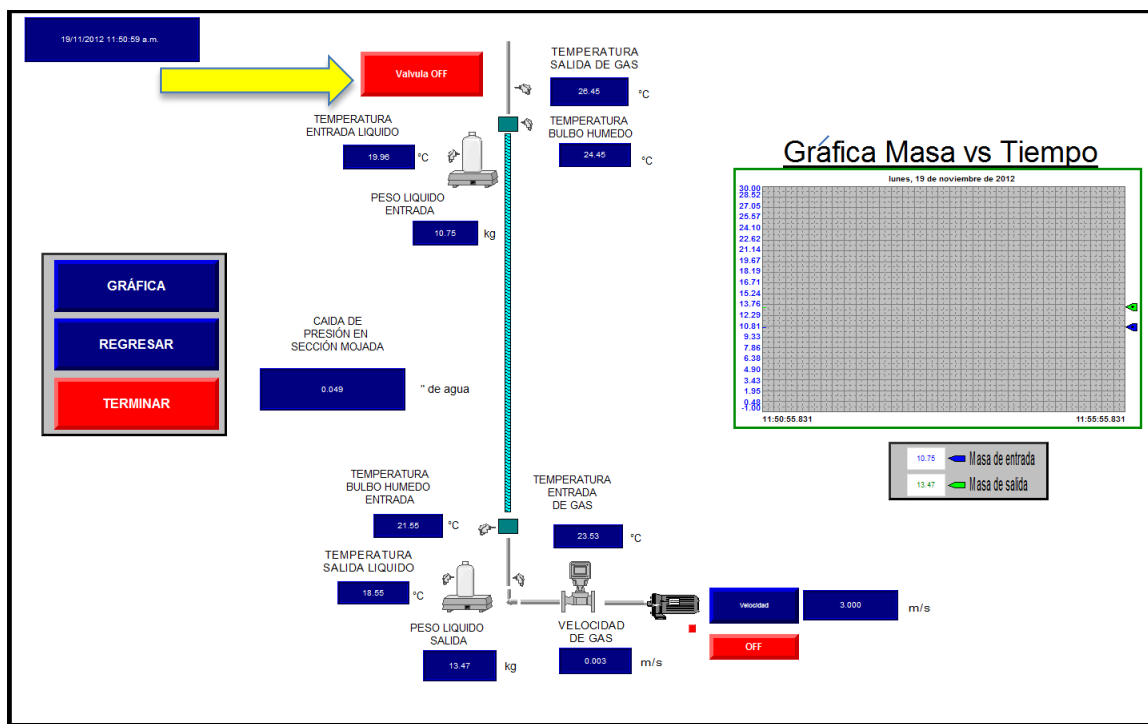 19/11/2012 11:50:59 a.m.
Valvula OFF
TEMPERATURA
SALIDA DE GAS
26.45 °C
TEMPERATURA
ENTRADA LIQUIDO
19.96 °C
TEMPERATURA
BULBO HUMEDO
24.45 °C
PESO LIQUIDO
ENTRADA
10.75 kg
GRÁFICA
REGRESAR
TERMINAR
CAIDA DE
PRESIÓN EN
SECCIÓN MOJADA
0.049 " de agua
TEMPERATURA
BULBO HUMEDO
ENTRADA
21.55 °C
TEMPERATURA
ENTRADA
DE GAS
23.53 °C
TEMPERATURA
SALIDA LIQUIDO
18.55 °C
PESO LIQUIDO
SALIDA
13.47 kg
VELOCIDAD
DE GAS
0.003 m/s
Velocidad 3.000 m/s
OFF
Gráfica Masa vs Tiempo
lunes, 19 de noviembre de 2012
30.00
28.52
27.05
25.57
24.10
22.62
21.14
19.67
18.19
16.71
15.24
13.76
12.29
10.81
9.33
7.86
6.38
4.90
3.43
1.95
0.48
-1.00
11:50:55.831 11:55:55.831
10.75 Masa de entrada
13.47 Masa de salida